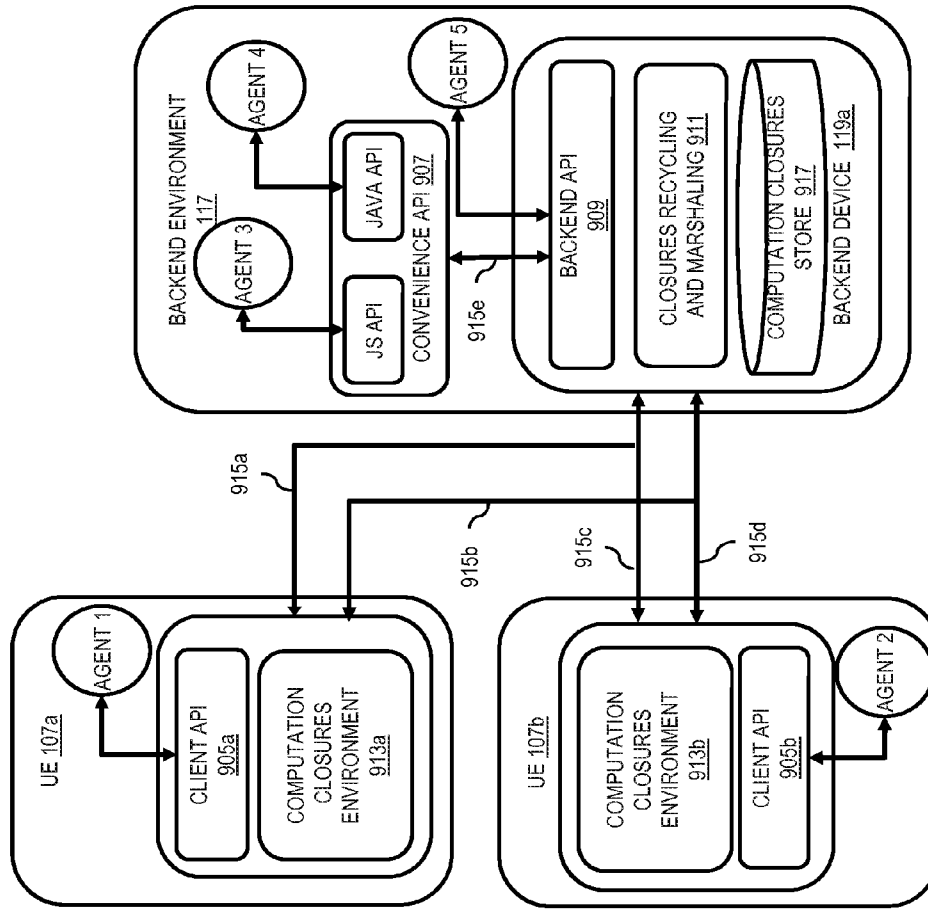 UE 107a
AGENT 1
CLIENT API
905a
COMPUTATION
CLOSURES
ENVIRONMENT
913a
UE 107b
COMPUTATION
CLOSURES
ENVIRONMENT
913b
CLIENT API
905b
AGENT 2
915a
915b
915c
915d
BACKEND ENVIRONMENT
117
AGENT 3
AGENT 4
JS API
JAVA API
CONVENIENCE API 907
AGENT 5
915e
BACKEND API
909
CLOSURES RECYCLING
AND MARSHALING 911
COMPUTATION CLOSURES
STORE 917
BACKEND DEVICE 119a